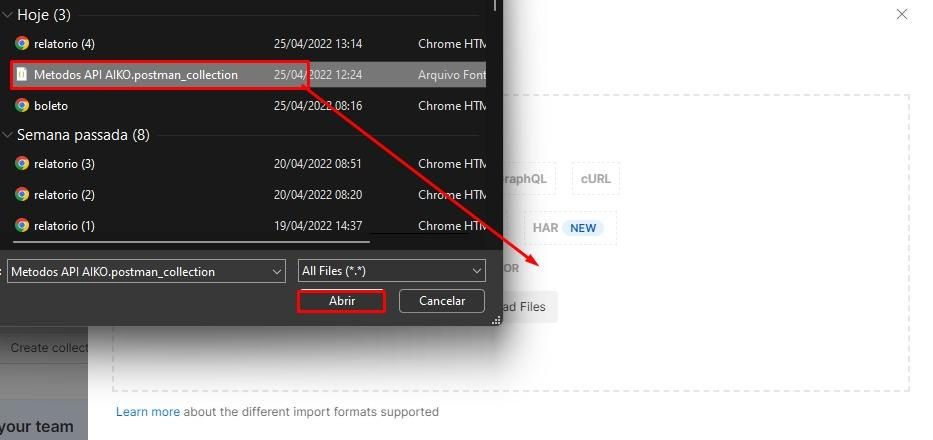 Hoje (3)
relatorio (4) 25/04/2022 13:14 Chrome HTM
Metodos API AIKO.postman_collection 25/04/2022 12:24 Arquivo Font
boleto 25/04/2022 08:16 Chrome HTM
Semana passada (8)
relatorio (3) 20/04/2022 08:51 Chrome HTM
relatorio (2) 20/04/2022 08:20 Chrome HTM
relatorio (1) 19/04/2022 14:37 Chrome HTM
raphQL cURL
HAR NEW
OR
Metodos API AIKO.postman_collection All Files (*.*)
Abrir Cancelar
ad Files
Create collect
Learn more about the different import formats supported
your team